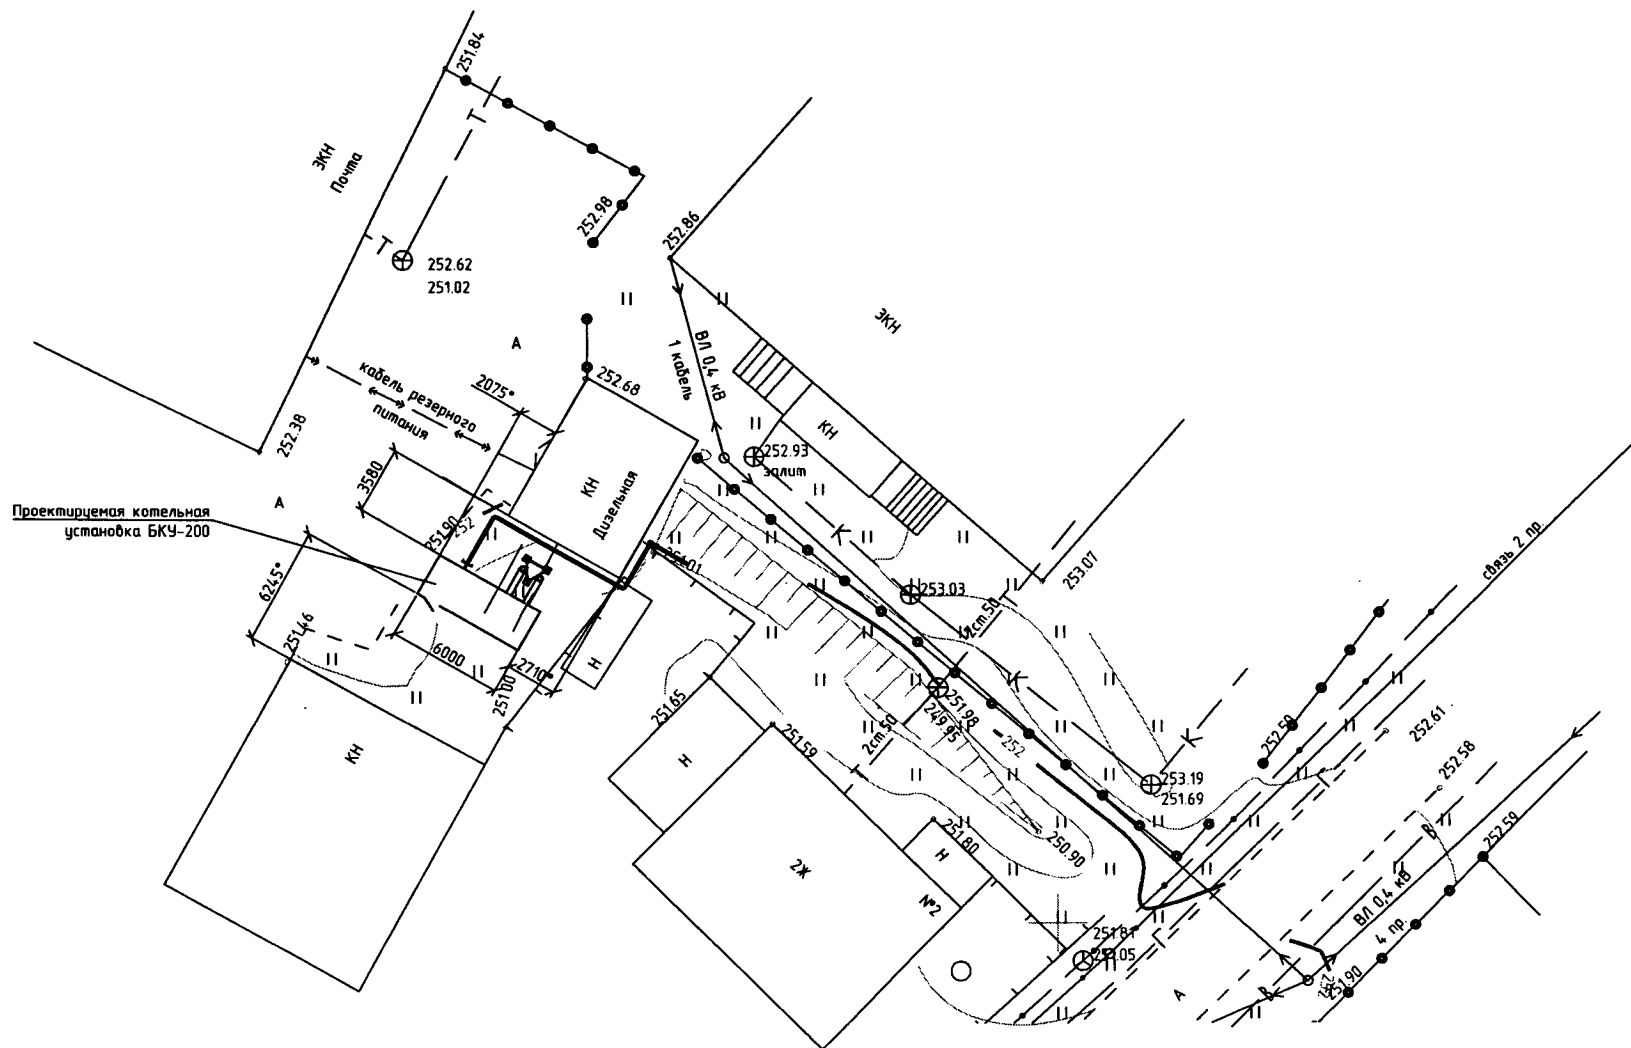 251.84
3КН
Почта
252.98
252.86
Т
Т
252.62
251.02
3КН
А
ВЛ 0,4 кВ
1 кабель
кабель резерного
питания
2075*
252.68
252.38
3580
КН
252.93
залит
КН
Дизельная
А
Проектируемая котельная
установка БКУ-200
Г
251.90
252
251.01
К
253.03
253.07
связь 2 пр.
6245*
251.46
2ст.50
Т
6000
2710*
251.00
Н
251.65
К
251.98
249.95
2ст.50
252
252.61
252.50
252.58
К
КН
Н
251.59
Т
253.19
251.69
Т
252.59
В
251.80
250.90
2Ж
Н
№2
ВЛ 0,4 кВ
4 пр.
251.81
Т
А
В
251.90